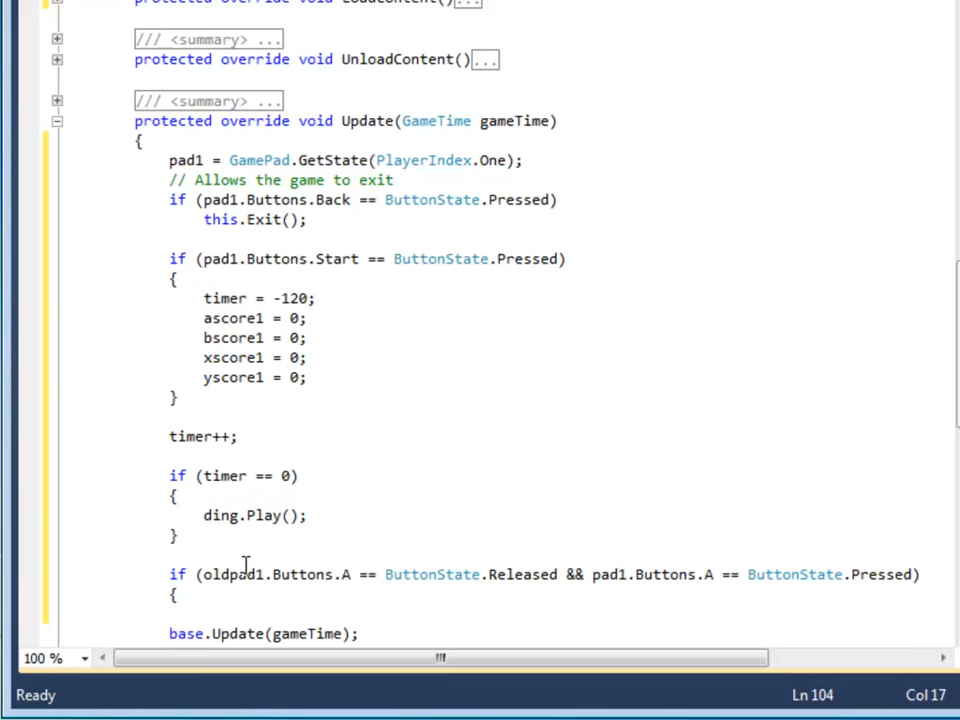 protected override void LoadContent()...
/// <summary> ...
protected override void UnloadContent()...
/// <summary> ...
protected override void Update(GameTime gameTime)
{
pad1 = GamePad.GetState(PlayerIndex.One);
// Allows the game to exit
if (pad1.Buttons.Back == ButtonState.Pressed)
this.Exit();
if (pad1.Buttons.Start == ButtonState.Pressed)
{
timer = -120;
ascore1 = 0;
bscore1 = 0;
xscore1 = 0;
yscore1 = 0;
}
timer++;
if (timer == 0)
{
ding.Play();
}
if (oldpad1.Buttons.A == ButtonState.Released && pad1.Buttons.A == ButtonState.Pressed)
{
base.Update(gameTime);
100 %
Ready Ln 104 Col 17